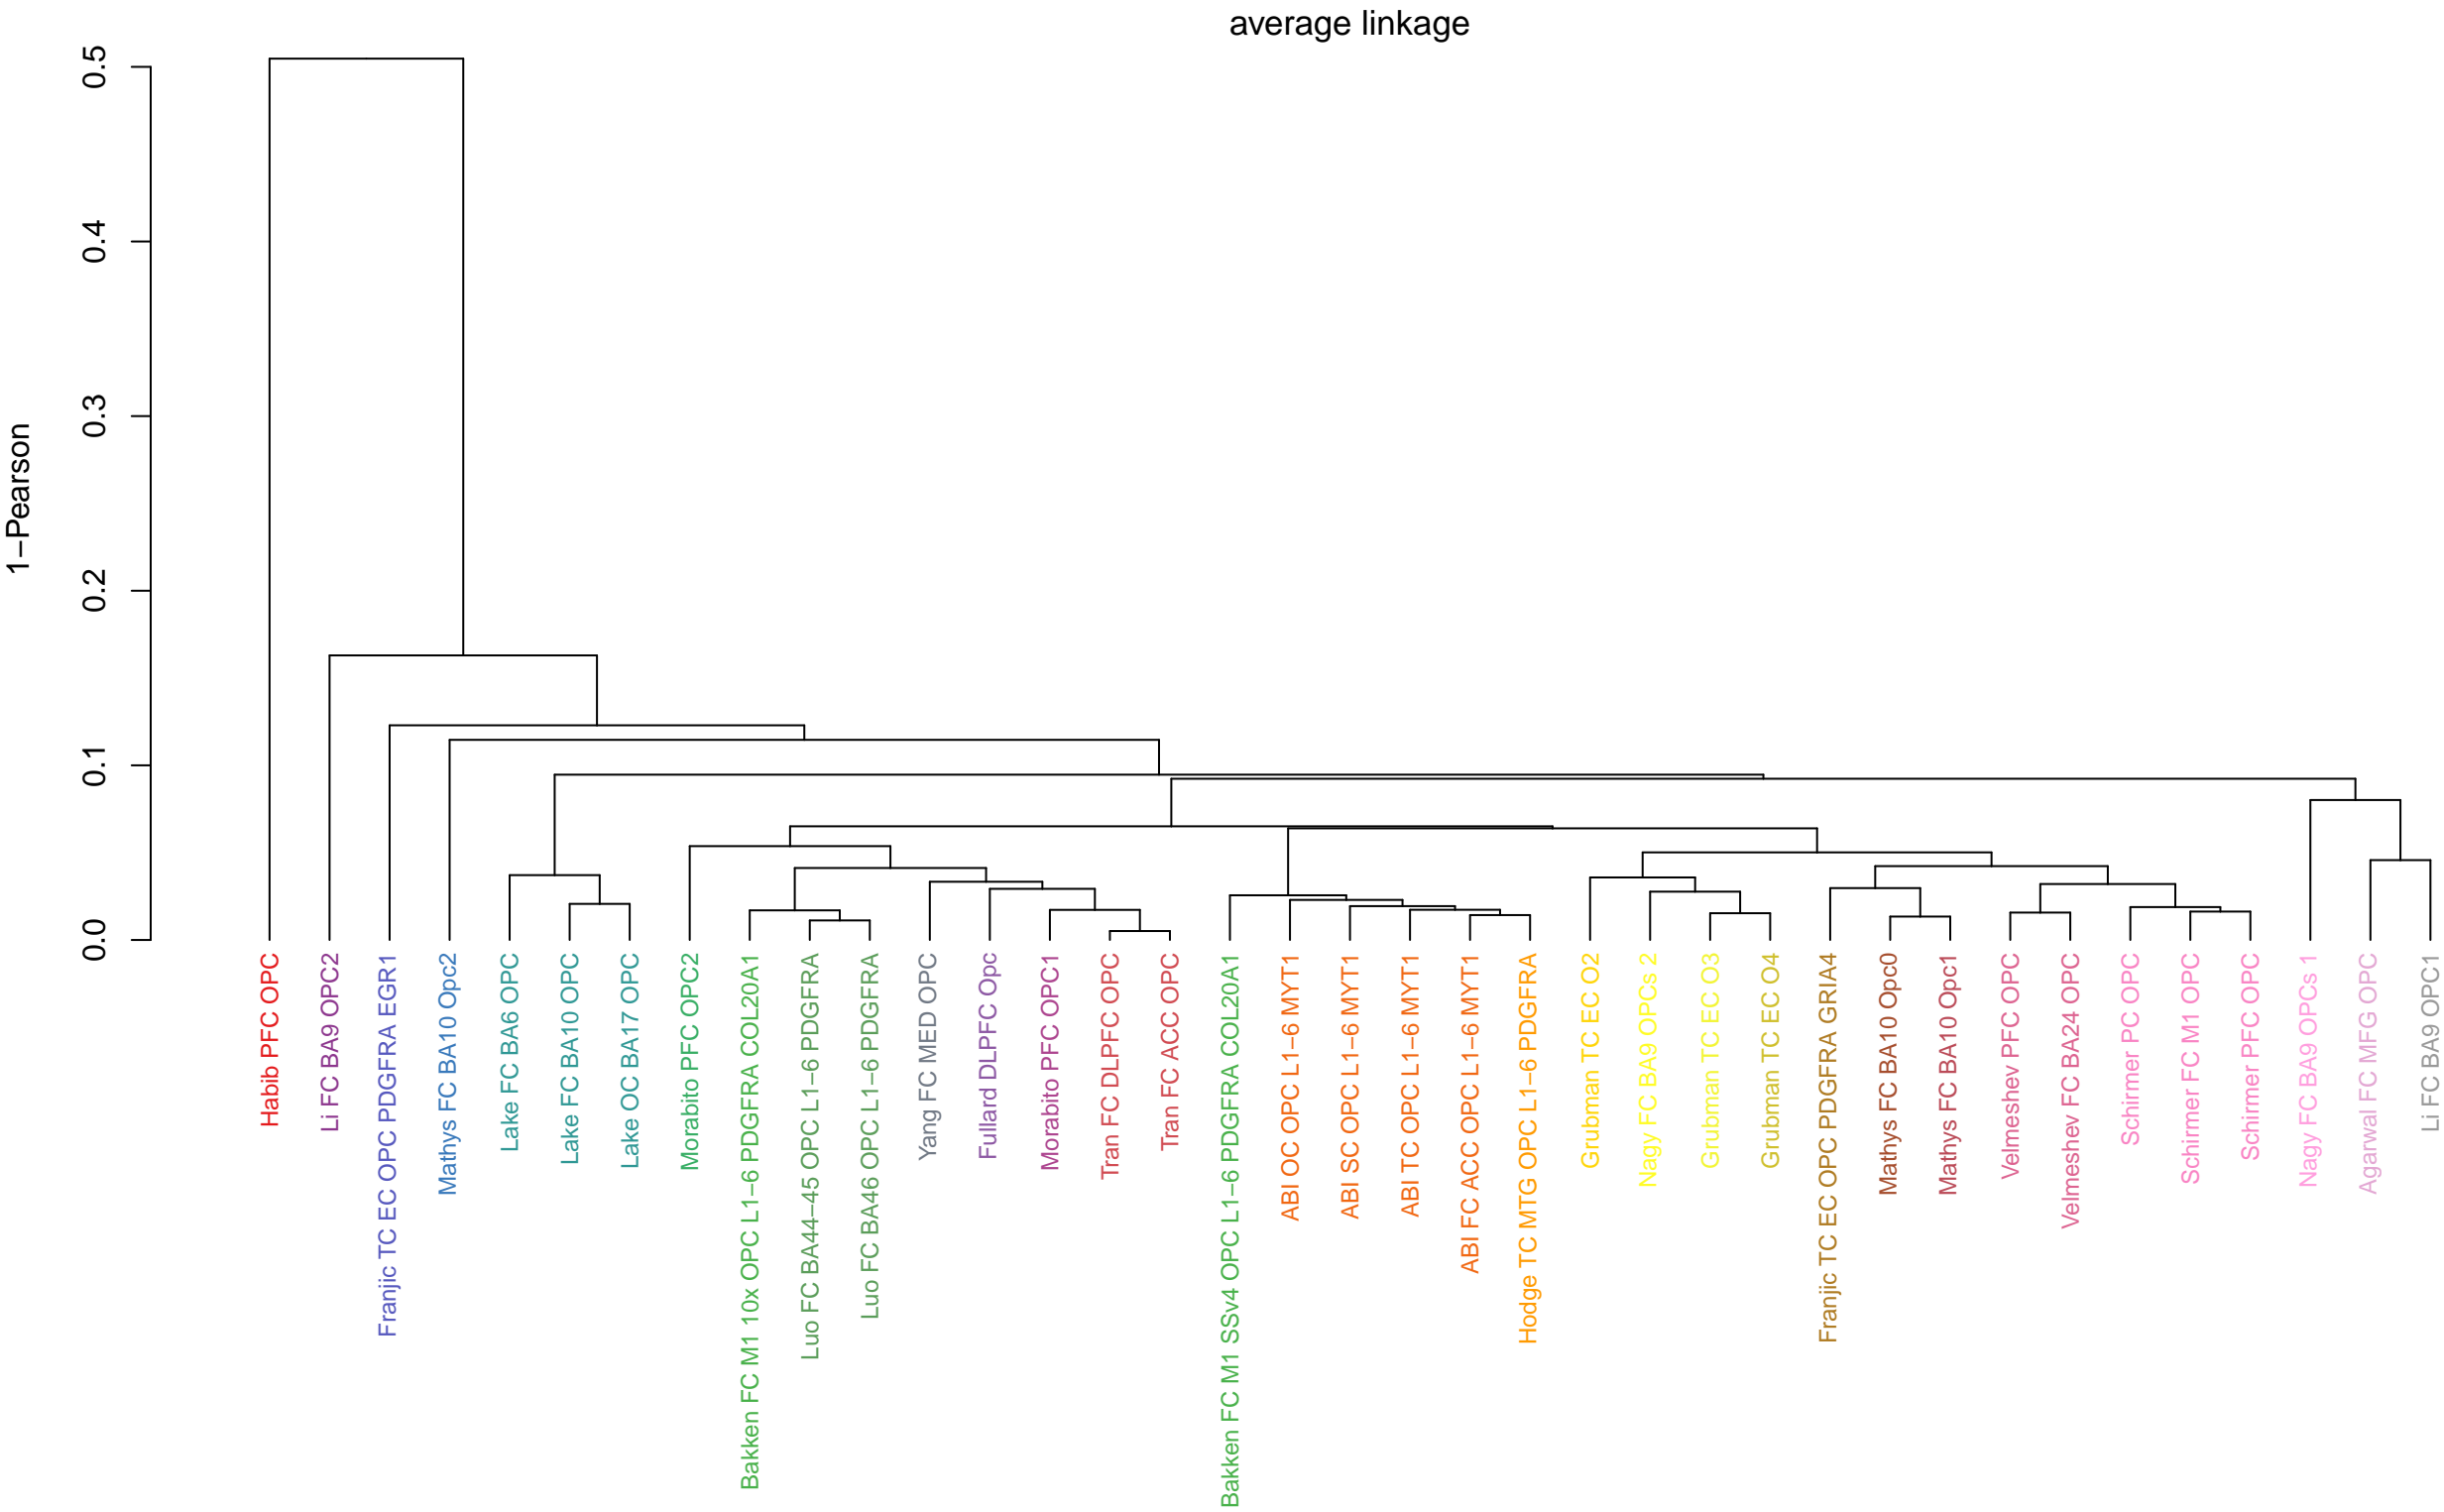 average linkage
1−Pearson
0.5
0.4
0.3
0.2
0.1
0.0
Habib PFC OPC
Li FC BA9 OPC2
Franjic TC EC OPC PDGFRA EGR1
Mathys FC BA10 Opc2
Lake FC BA6 OPC
Lake FC BA10 OPC
Lake OC BA17 OPC
Morabito PFC OPC2
Bakken FC M1 10x OPC L1−6 PDGFRA COL20A1
Luo FC BA44−45 OPC L1−6 PDGFRA
Luo FC BA46 OPC L1−6 PDGFRA
Yang FC MED OPC
Fullard DLPFC Opc
Morabito PFC OPC1
Tran FC DLPFC OPC
Tran FC ACC OPC
Bakken FC M1 SSv4 OPC L1−6 PDGFRA COL20A1
ABI OC OPC L1−6 MYT1
ABI SC OPC L1−6 MYT1
ABI TC OPC L1−6 MYT1
ABI FC ACC OPC L1−6 MYT1
Hodge TC MTG OPC L1−6 PDGFRA
Grubman TC EC O2
Nagy FC BA9 OPCs 2
Grubman TC EC O3
Grubman TC EC O4
Franjic TC EC OPC PDGFRA GRIA4
Mathys FC BA10 Opc0
Mathys FC BA10 Opc1
Velmeshev PFC OPC
Velmeshev FC BA24 OPC
Schirmer PC OPC
Schirmer FC M1 OPC
Schirmer PFC OPC
Nagy FC BA9 OPCs 1
Agarwal FC MFG OPC
Li FC BA9 OPC1